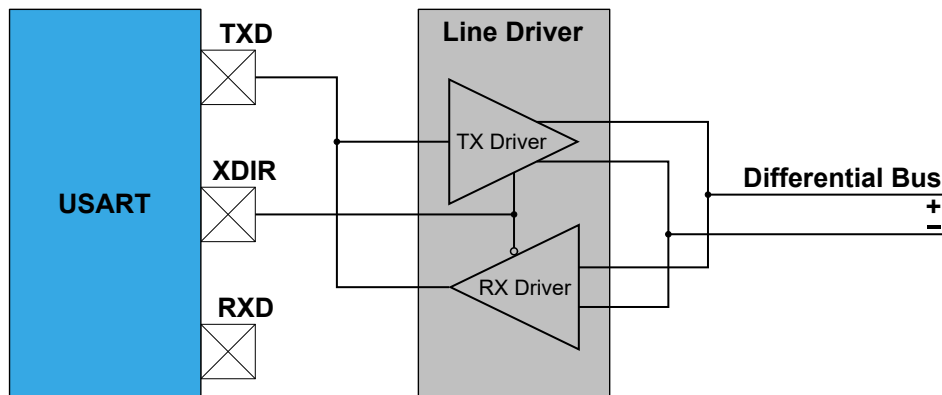 TXD
Line Driver
TX Driver
XDIR
USART
Differential Bus
+
−
RX Driver
RXD